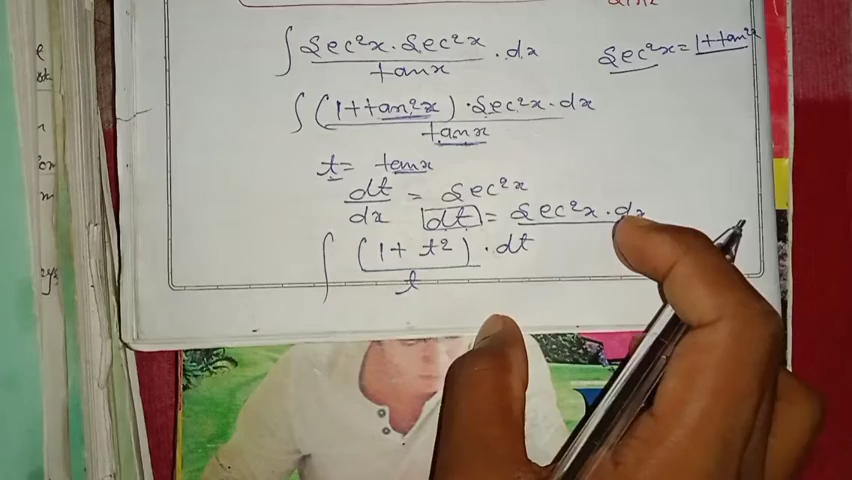 ∫ sec²x · sec²x / tanx · dx
sec²x = 1 + tan²x
∫ (1 + tan²x) · sec²x · dx / tanx
t = tanx
dt/dx = sec²x
dt = sec²x · dx
∫ (1 + t²) / t · dt